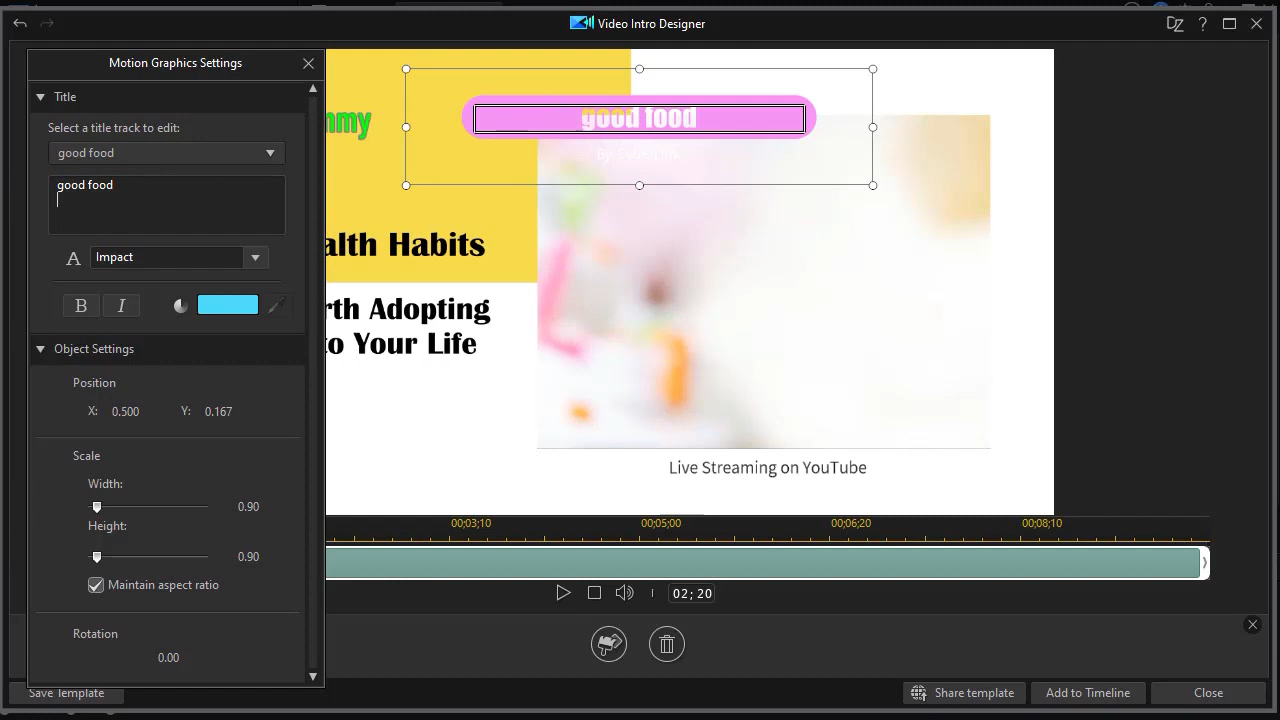 Video Intro Designer
DZ ?
Motion Graphics Settings
Title
Select a title track to edit:
good food
good food
A Impact
B I
Object Settings
Position
X: 0.500 Y: 0.167
Scale
Width:
0.90
Height:
0.90
Maintain aspect ratio
Rotation
0.00
good food
By CyberLink
mmy
alth Habits
rth Adopting
to Your Life
Live Streaming on YouTube
00;03;10 00;05;00 00;06;20 00;08;10
02; 20
Save Template Share template Add to Timeline Close